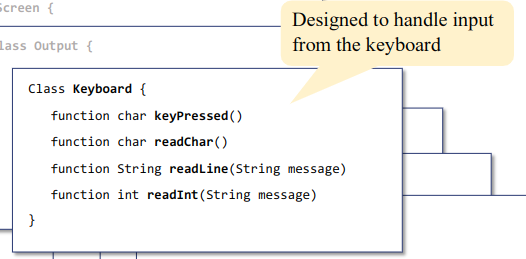 Screen {
lass Output {
Designed to handle input
from the keyboard
Class Keyboard {
function char keyPressed()
function char readChar()
function String readLine(String message)
function int readInt(String message)
}